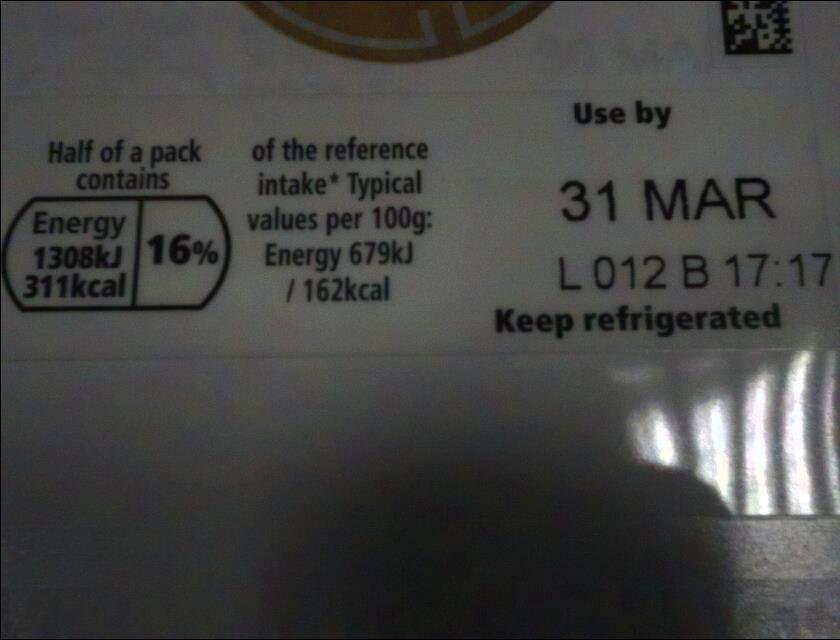 Half of a pack
contains
Energy
1308kJ
311kcal
16%
of the reference
intake* Typical
values per 100g:
Energy 679kJ
/ 162kcal
Use by
31 MAR
L 012 B 17:17
Keep refrigerated